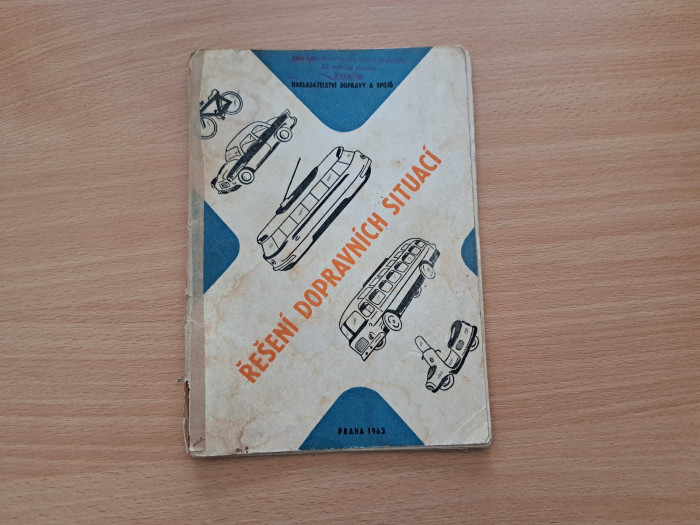 NAKLADATELSTVÍ DOPRAVY A SPOJŮ
ŘEŠENÍ DOPRAVNÍCH SITUACÍ
PRAHA 1963